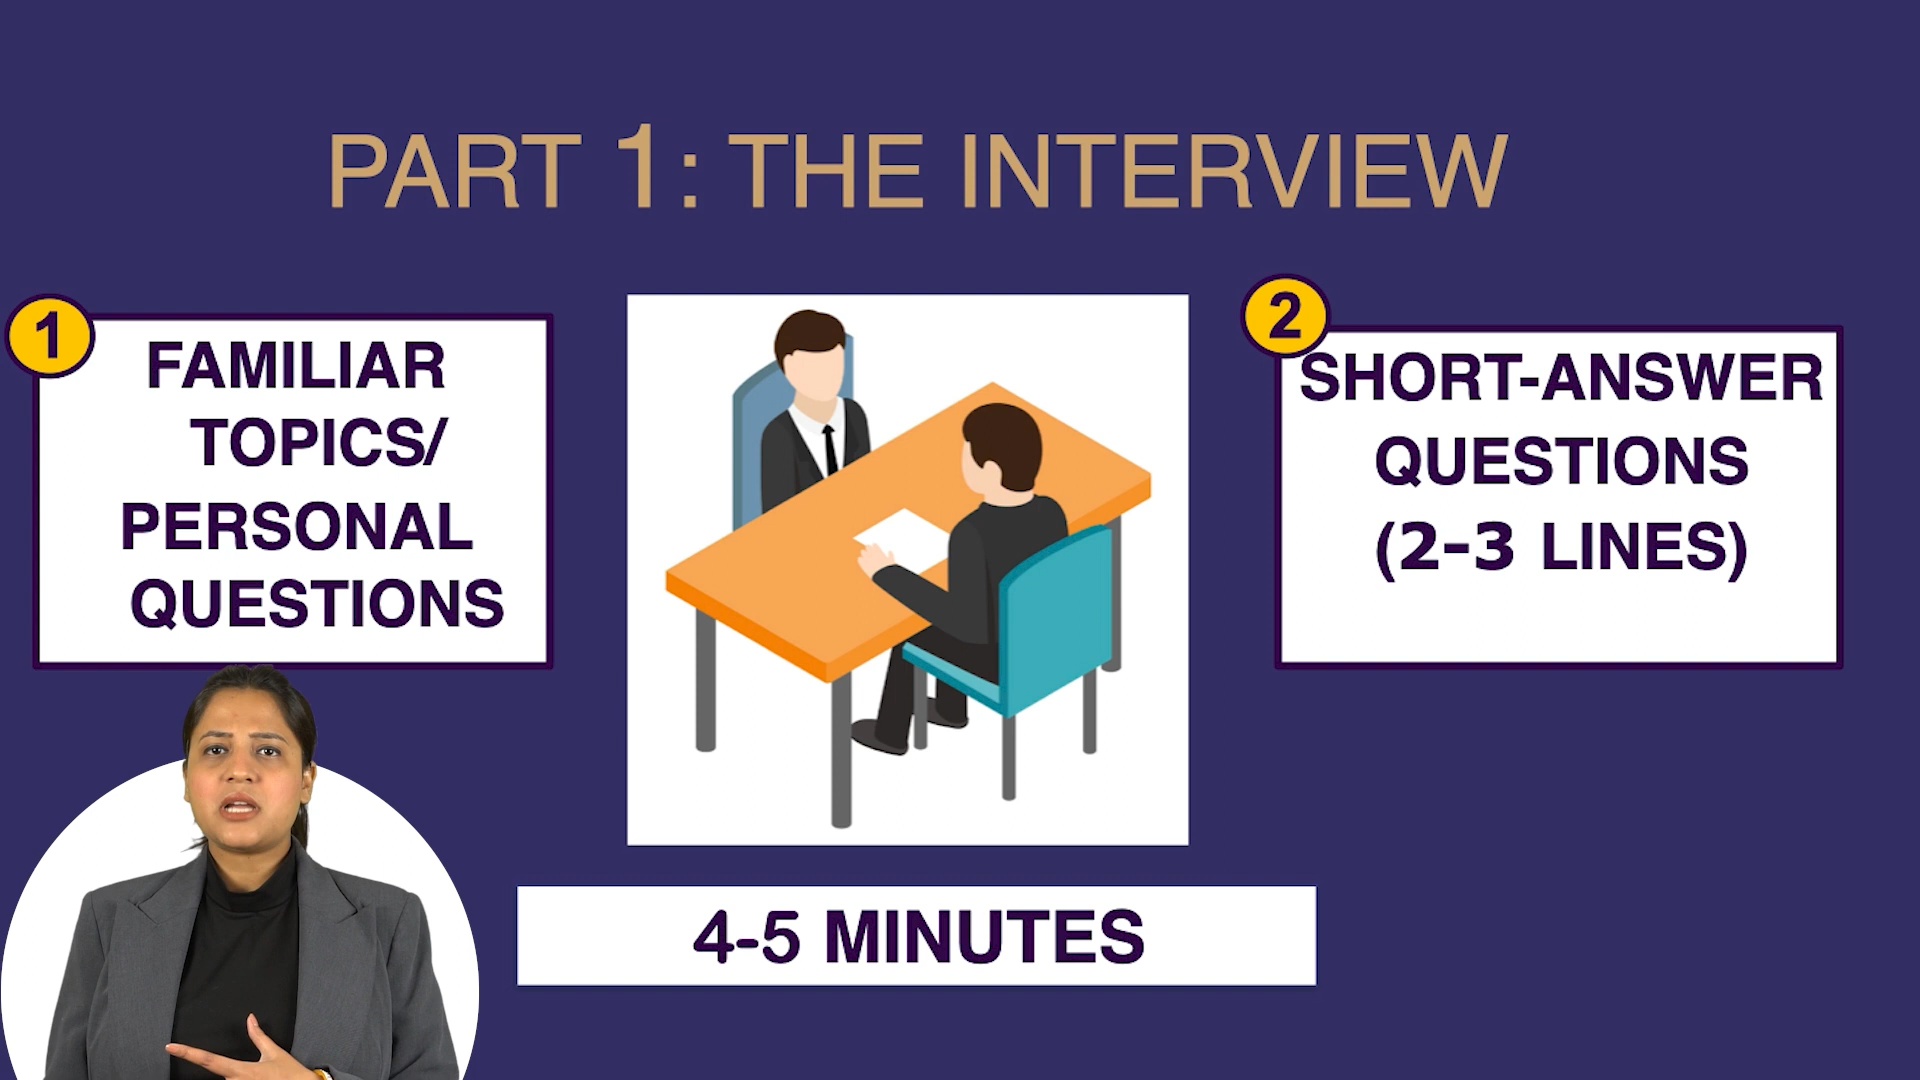 PART 1: THE INTERVIEW
1
FAMILIAR
TOPICS/
PERSONAL
QUESTIONS
2
SHORT-ANSWER
QUESTIONS
(2-3 LINES)
4-5 MINUTES